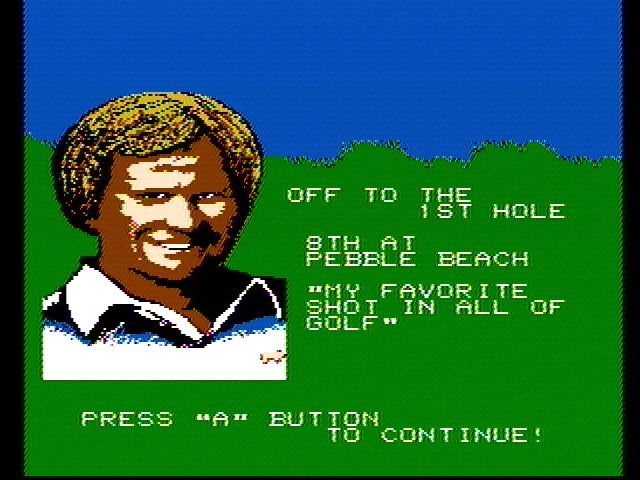 OFF TO THE
1ST HOLE
8TH AT
PEBBLE BEACH
"MY FAVORITE
SHOT IN ALL OF
GOLF"
PRESS "A" BUTTON
TO CONTINUE!